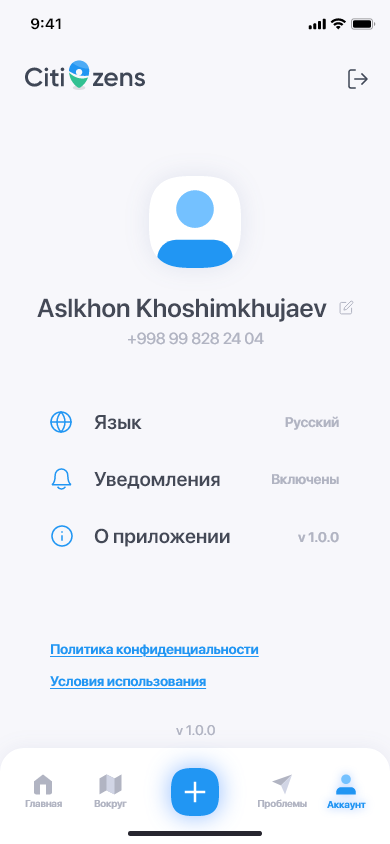 9:41
Citizens
Aslkhon Khoshimkhujaev
+998 99 828 24 04
Язык Русский
Уведомления Включены
О приложении v 1.0.0
Политика конфиденциальности
Условия использования
v 1.0.0
Главная Вокруг Проблемы Аккаунт